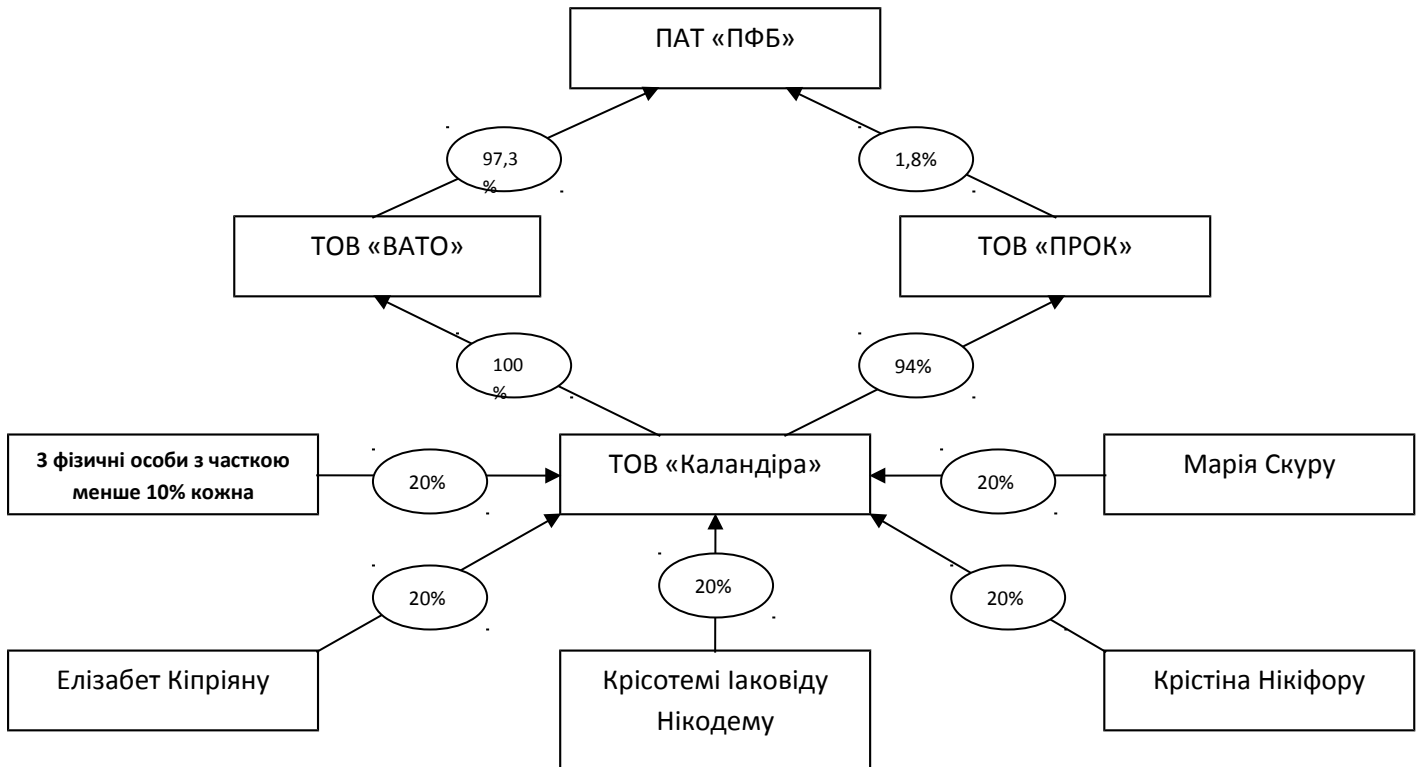 ПАТ «ПФБ»
97,3
%
1,8%
ТОВ «ВАТО»
ТОВ «ПРОК»
100
%
94%
3 фізичні особи з часткою
менше 10% кожна
20%
ТОВ «Каландіра»
20%
Марія Скуру
20%
20%
20%
Елізабет Кіпріяну
Крісотемі Іаковіду
Нікодему
Крістіна Нікіфору